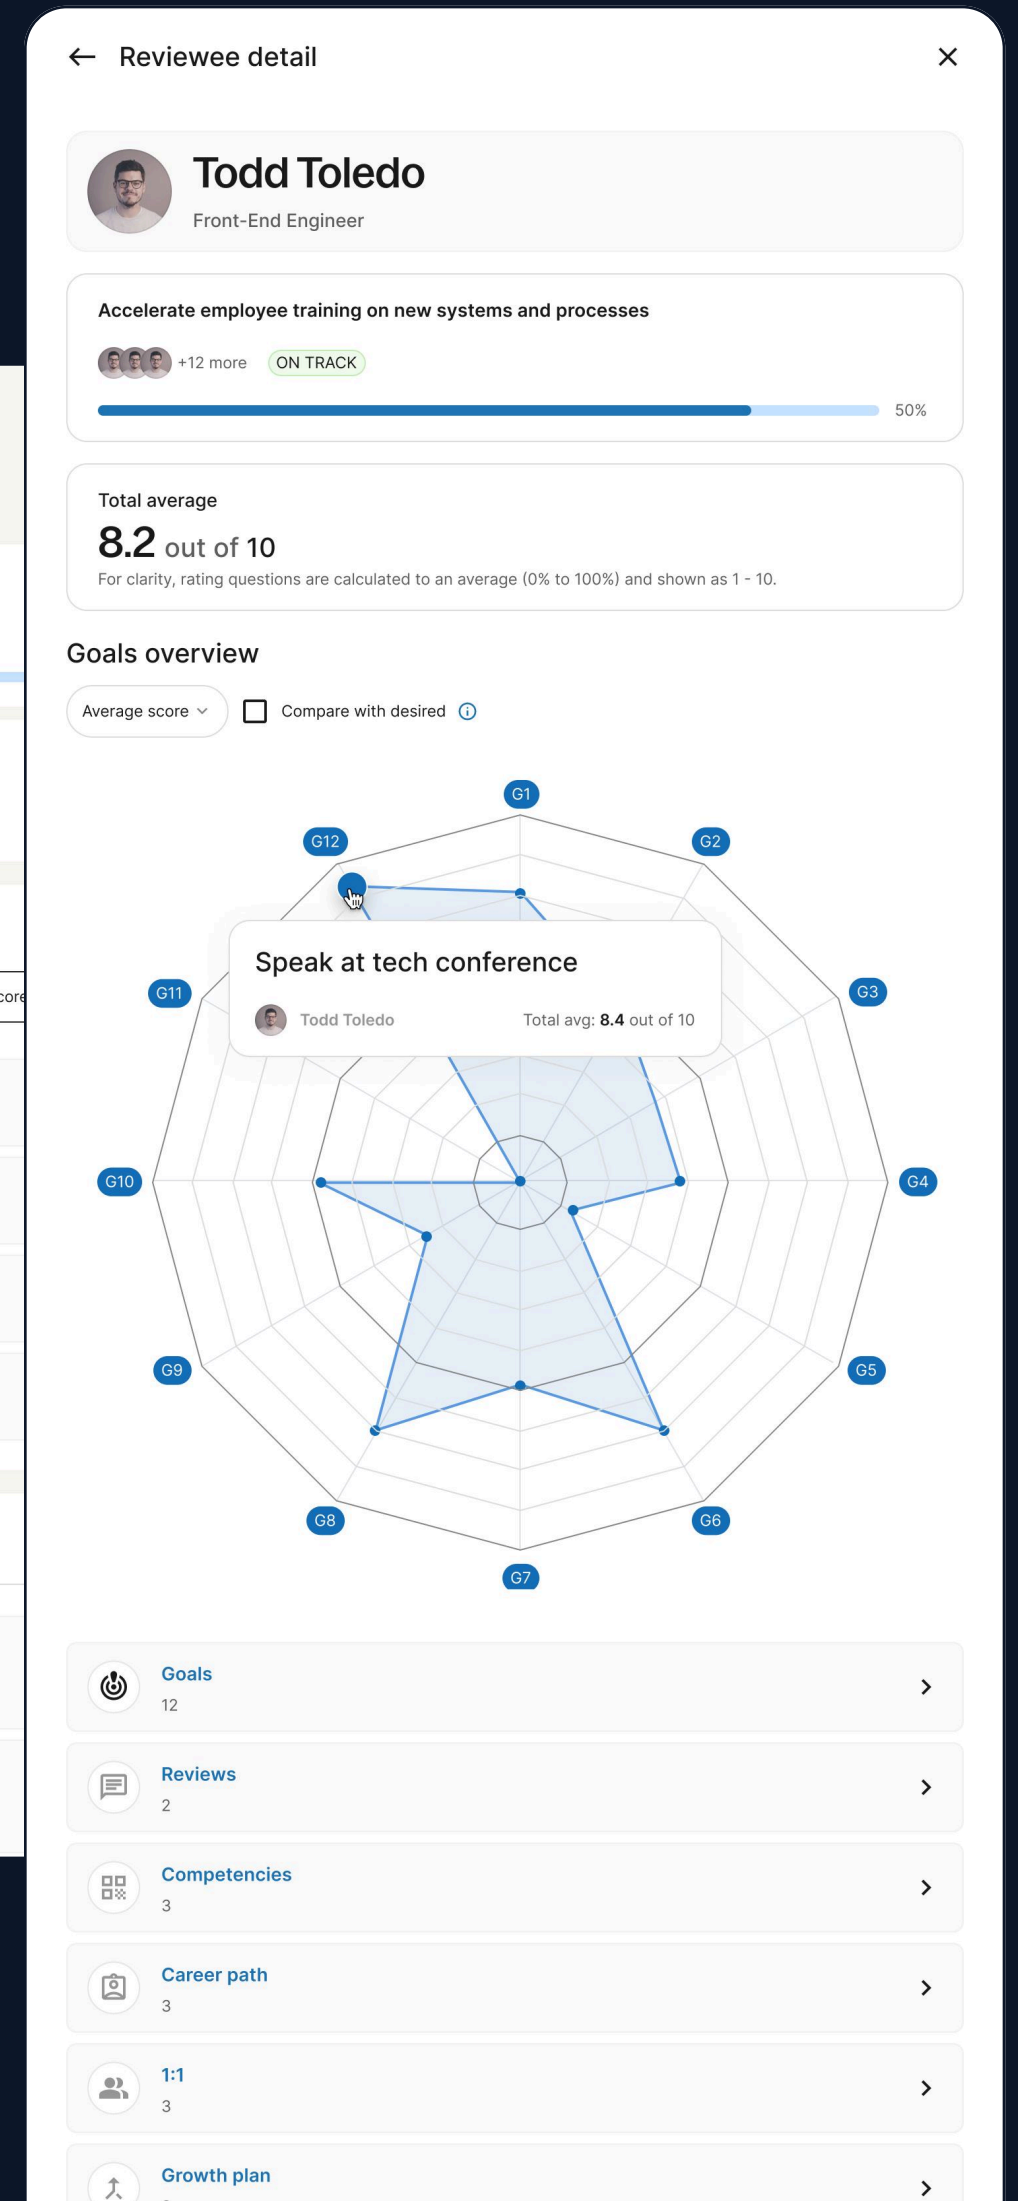 Reviewee detail
Todd Toledo
Front-End Engineer
Accelerate employee training on new systems and processes
+12 more
ON TRACK
50%
Total average
8.2 out of 10
For clarity, rating questions are calculated to an average (0% to 100%) and shown as 1 - 10.
Goals overview
Average score
Compare with desired
G1
G12
G2
Speak at tech conference
G11
G3
core
Todd Toledo
Total avg: 8.4 out of 10
G10
G4
G9
G5
G8
G6
G7
Goals
12
Reviews
2
Competencies
3
Career path
3
1:1
3
Growth plan